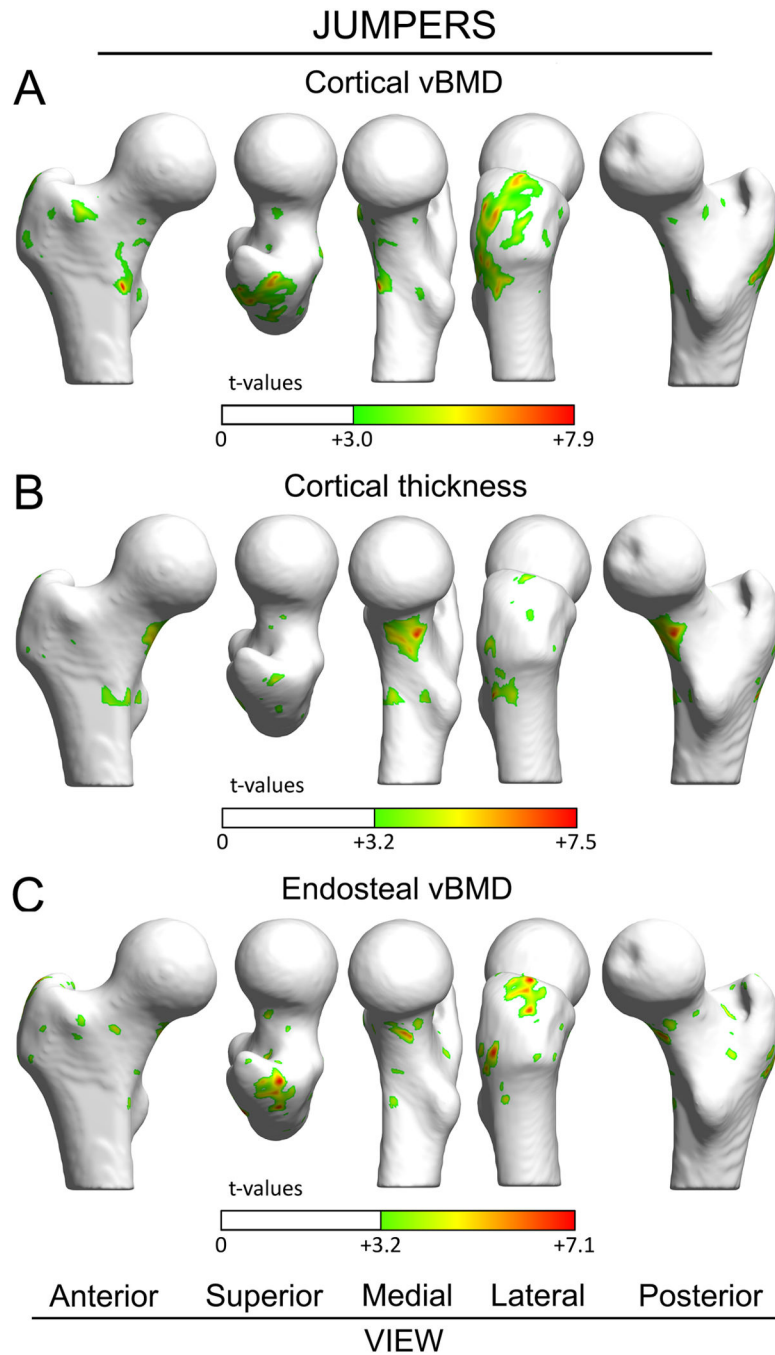 JUMPERS
A
Cortical vBMD
t-values
0 +3.0 +7.9
B
Cortical thickness
t-values
0 +3.2 +7.5
C
Endosteal vBMD
t-values
0 +3.2 +7.1
Anterior Superior Medial Lateral Posterior
VIEW